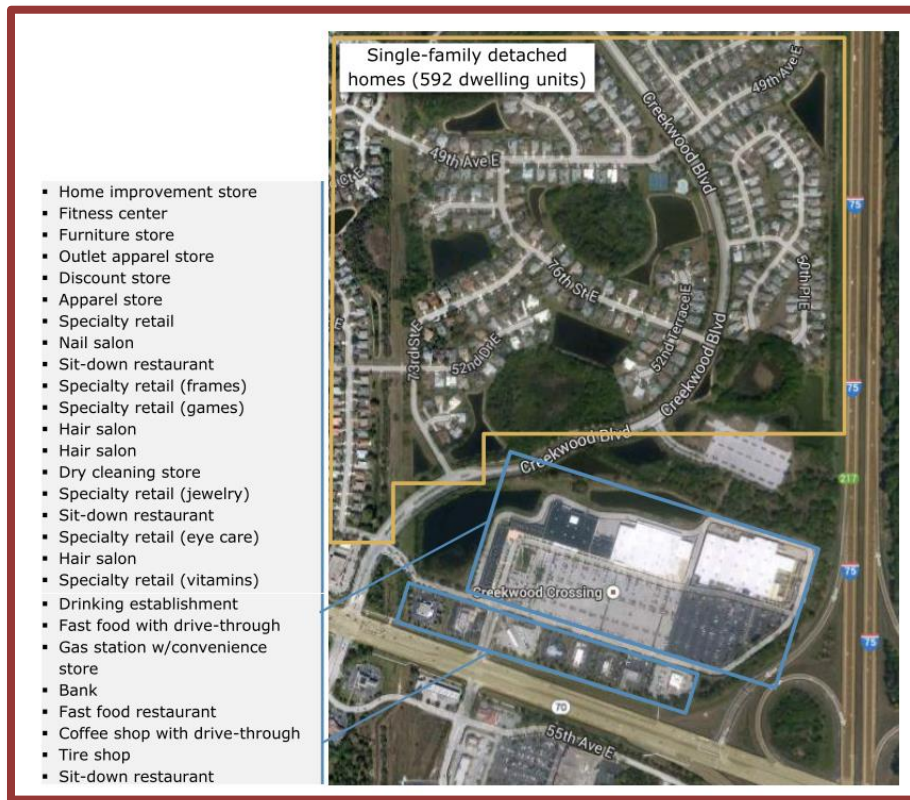 Single-family detached
homes (592 dwelling units)
Creekwood Blvd
49th Ave E
49th Ave E
Ct E
75
60th Pl E
76th St E
E
52nd Terrace E
73rd St E
52nd Dr E
Creekwood Blvd
75
Creekwood Blvd
217
75
75
Creekwood Crossing
70
55th Ave E
▪ Home improvement store
▪ Fitness center
▪ Furniture store
▪ Outlet apparel store
▪ Discount store
▪ Apparel store
▪ Specialty retail
▪ Nail salon
▪ Sit-down restaurant
▪ Specialty retail (frames)
▪ Specialty retail (games)
▪ Hair salon
▪ Hair salon
▪ Dry cleaning store
▪ Specialty retail (jewelry)
▪ Sit-down restaurant
▪ Specialty retail (eye care)
▪ Hair salon
▪ Specialty retail (vitamins)
▪ Drinking establishment
▪ Fast food with drive-through
▪ Gas station w/convenience
store
▪ Bank
▪ Fast food restaurant
▪ Coffee shop with drive-through
▪ Tire shop
▪ Sit-down restaurant